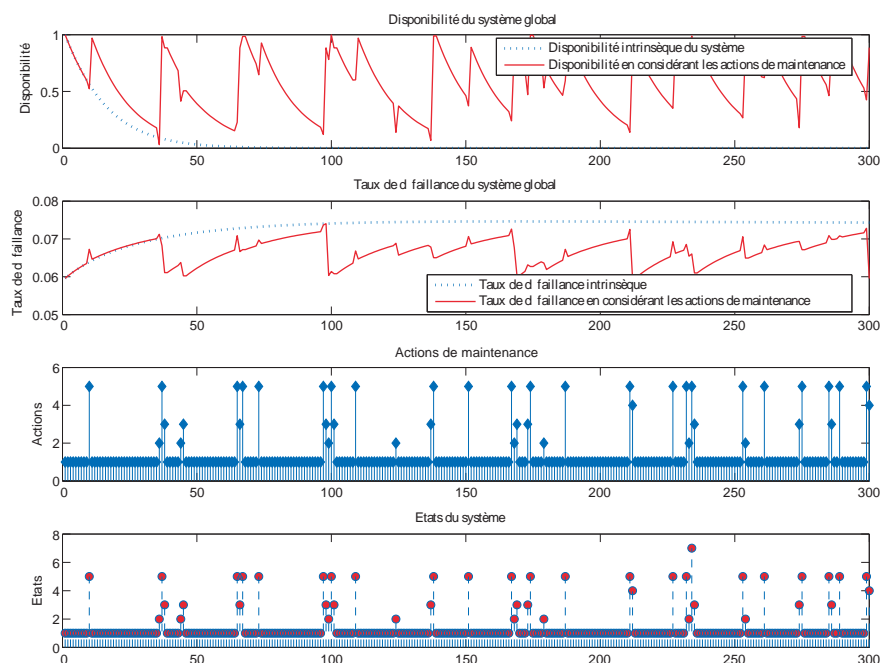 Disponibilité du système global
Disponibilité
1
0.5
0
Disponibilité intrinsèque du système
Disponibilité en considérant les actions de maintenance
0 50 100 150 200 250 300
Taux de d faillance du système global
Taux de d faillance
0.08
0.07
0.06
0.05
Taux de d faillance intrinsèque
Taux de d faillance en considérant les actions de maintenance
0 50 100 150 200 250 300
Actions de maintenance
Actions
6
4
2
0
0 50 100 150 200 250 300
Etats du système
Etats
8
6
4
2
0
0 50 100 150 200 250 300